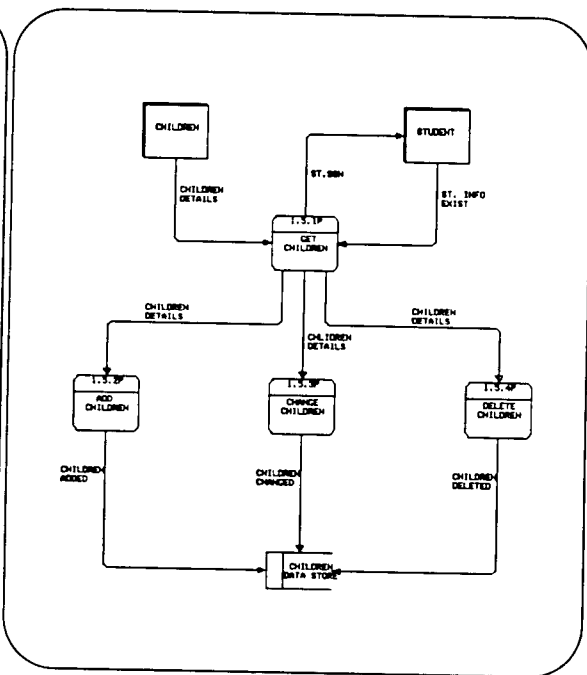 CHILDREN
STUDENT
CHILDREN
DETAILS
ST.SSN
ST. INFO
EXIST
1.5.1P
GET
CHILDREN
CHILDREN
DETAILS
CHLIDREN
DETAILS
CHILDREN
DETAILS
1.5.2P
ADD
CHILDREN
1.5.3P
CHANGE
CHILDREN
1.5.4P
DELETE
CHILDREN
CHILDREN
ADDED
CHILDREN
CHANGED
CHILDREN
DELETED
CHILDREN
DATA STORE